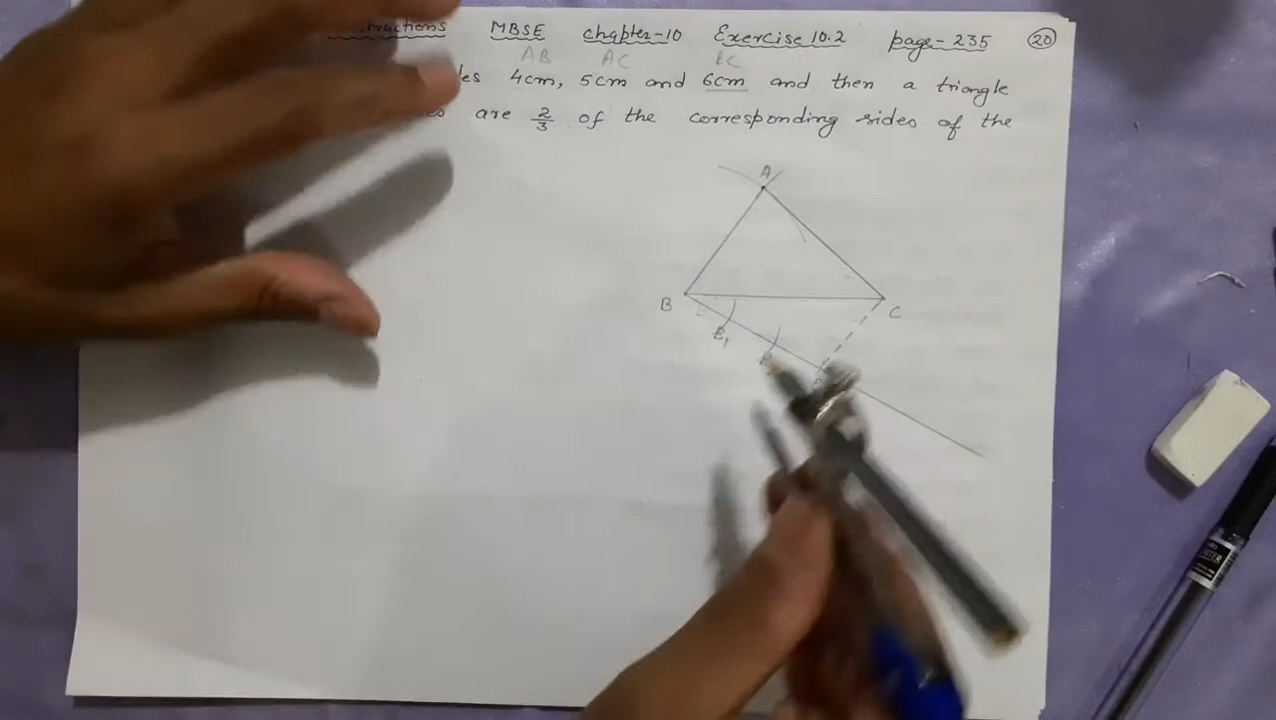 MBSE chapter-10 Exercise 10.2 page-235 20
AB AC BC
4cm, 5cm and 6cm and then a triangle
are 2/3 of the corresponding sides of the
A
B C
B1